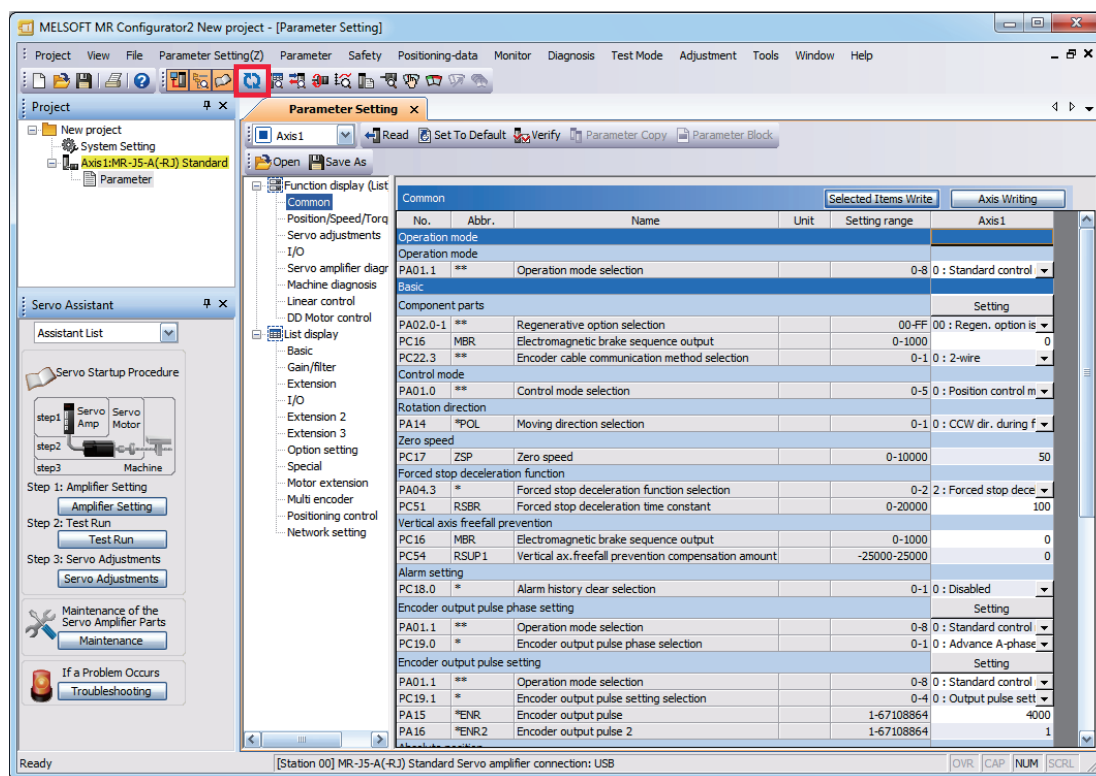 MELSOFT MR Configurator2 New project - [Parameter Setting]
Project View File Parameter Setting(Z) Parameter Safety Positioning-data Monitor Diagnosis Test Mode Adjustment Tools Window Help
Project
New project
System Setting
Axis1:MR-J5-A(-RJ) Standard
Parameter
Servo Assistant
Assistant List
Servo Startup Procedure
step1 Servo Amp Servo Motor
step2
step3 Machine
Step 1: Amplifier Setting
Amplifier Setting
Step 2: Test Run
Test Run
Step 3: Servo Adjustments
Servo Adjustments
Maintenance of the
Servo Amplifier Parts
Maintenance
If a Problem Occurs
Troubleshooting
Parameter Setting
Axis1 Read Set To Default Verify Parameter Copy Parameter Block
Open Save As
Function display (List
Common
Position/Speed/Torq
Servo adjustments
I/O
Servo amplifier diagr
Machine diagnosis
Linear control
DD Motor control
List display
Basic
Gain/filter
Extension
I/O
Extension 2
Extension 3
Option setting
Special
Motor extension
Multi encoder
Positioning control
Network setting
Common Selected Items Write Axis Writing
No. Abbr. Name Unit Setting range Axis1
Operation mode
Operation mode
PA01.1 ** Operation mode selection 0-8 0 : Standard control
Basic
Component parts Setting
PA02.0-1 ** Regenerative option selection 00-FF 00 : Regen. option is
PC16 MBR Electromagnetic brake sequence output 0-1000 0
PC22.3 ** Encoder cable communication method selection 0-1 0 : 2-wire
Control mode
PA01.0 ** Control mode selection 0-5 0 : Position control m
Rotation direction
PA14 *POL Moving direction selection 0-1 0 : CCW dir. during f
Zero speed
PC17 ZSP Zero speed 0-10000 50
Forced stop deceleration function
PA04.3 * Forced stop deceleration function selection 0-2 2 : Forced stop dece
PC51 RSBR Forced stop deceleration time constant 0-20000 100
Vertical axis freefall prevention
PC16 MBR Electromagnetic brake sequence output 0-1000 0
PC54 RSUP1 Vertical ax.freefall prevention compensation amount -25000-25000 0
Alarm setting
PC18.0 * Alarm history clear selection 0-1 0 : Disabled
Encoder output pulse phase setting Setting
PA01.1 ** Operation mode selection 0-8 0 : Standard control
PC19.0 * Encoder output pulse phase selection 0-1 0 : Advance A-phase
Encoder output pulse setting Setting
PA01.1 ** Operation mode selection 0-8 0 : Standard control
PC19.1 * Encoder output pulse setting selection 0-4 0 : Output pulse sett
PA15 *ENR Encoder output pulse 1-67108864 4000
PA16 *ENR2 Encoder output pulse 2 1-67108864 1
Ready [Station 00] MR-J5-A(-RJ) Standard Servo amplifier connection: USB OVR CAP NUM SCRL